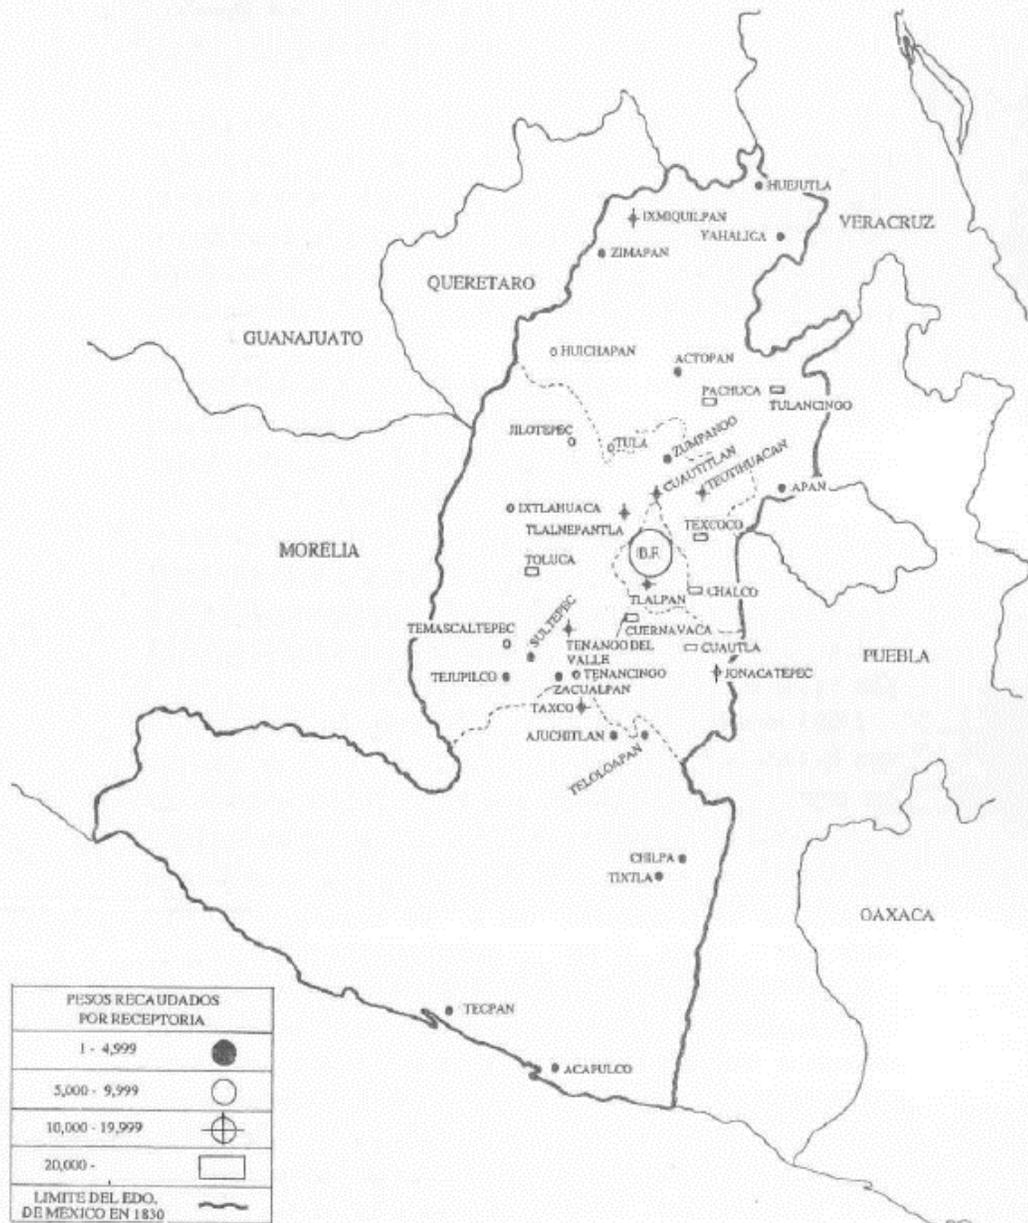 HUEJUTLA
IXMIQUILPAN
VERACRUZ
YAHALICA
ZIMAPAN
QUERETARO
GUANAJUATO
HUICHAPAN
ACTOPAN
PACHUCA
TULANCINGO
JILOTEPEC
TULA
ZUMPANGO
CUAUTITLAN
TEOTIHUACAN
APAN
IXTLAHUACA
TLALNEPANTLA
TEXCOCO
MORELIA
D.F.
TOLUCA
CHALCO
TLALPAN
TEMASCALTEPEC
SULTEPEC
CUERNAVACA
TENANGO DEL
VALLE
CUAUTLA
PUEBLA
TEJUPILCO
TENANCINGO
JONACATEPEC
ZACUALPAN
TAXCO
AJUCHITLAN
TELOLOAPAN
CHILPA
TIXTLA
OAXACA
TECPAN
ACAPULCO
PESOS RECAUDADOS
POR RECEPTORIA
1 - 4,999
5,000 - 9,999
10,000 - 19,999
20,000 -
LIMITE DEL EDO.
DE MEXICO EN 1830